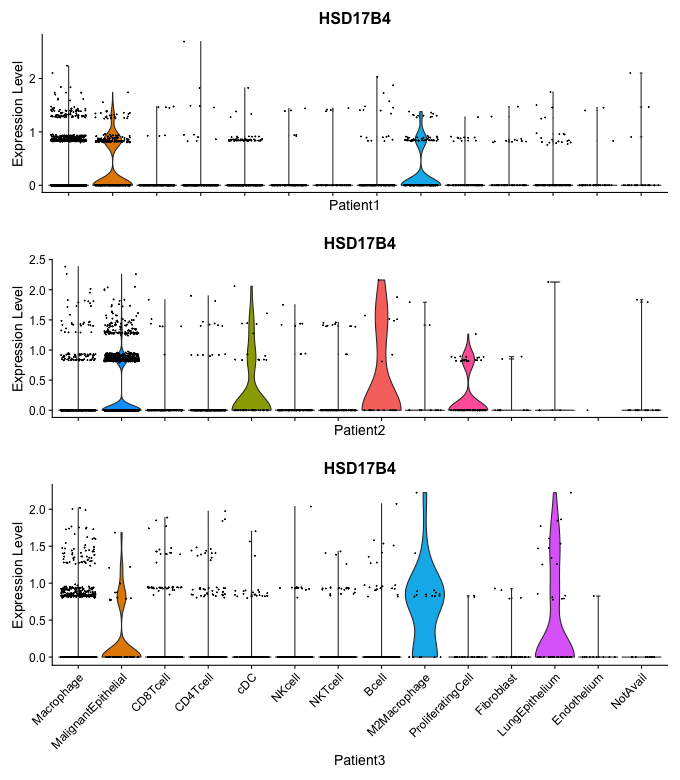 HSD17B4
Expression Level
2
1
0
Patient1
HSD17B4
Expression Level
2.5
2.0
1.5
1.0
0.5
0.0
Patient2
HSD17B4
Expression Level
2.0
1.5
1.0
0.5
0.0
Macrophage
MalignantEpithelial
CD8Tcell
CD4Tcell
cDC
NKcell
NKTcell
Bcell
M2Macrophage
ProliferatingCell
Fibroblast
LungEpithelium
Endothelium
NotAvail
Patient3